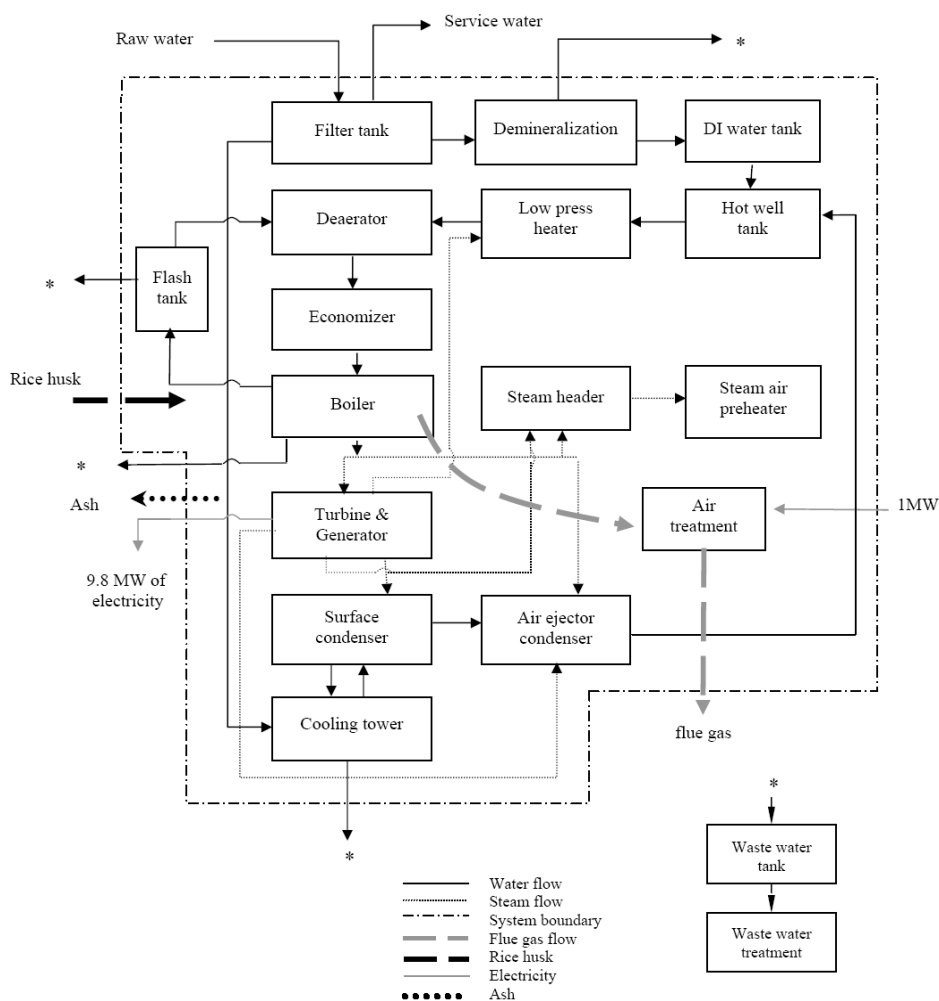 Service water
Raw water
*
Filter tank
Demineralization
DI water tank
Deaerator
Low press
heater
Hot well
tank
*
Flash
tank
Economizer
Rice husk
Boiler
Steam header
Steam air
preheater
*
Ash
Turbine &
Generator
Air
treatment
1MW
9.8 MW of
electricity
Surface
condenser
Air ejector
condenser
Cooling tower
flue gas
*
*
Waste water
tank
Waste water
treatment
Water flow
Steam flow
System boundary
Flue gas flow
Rice husk
Electricity
Ash